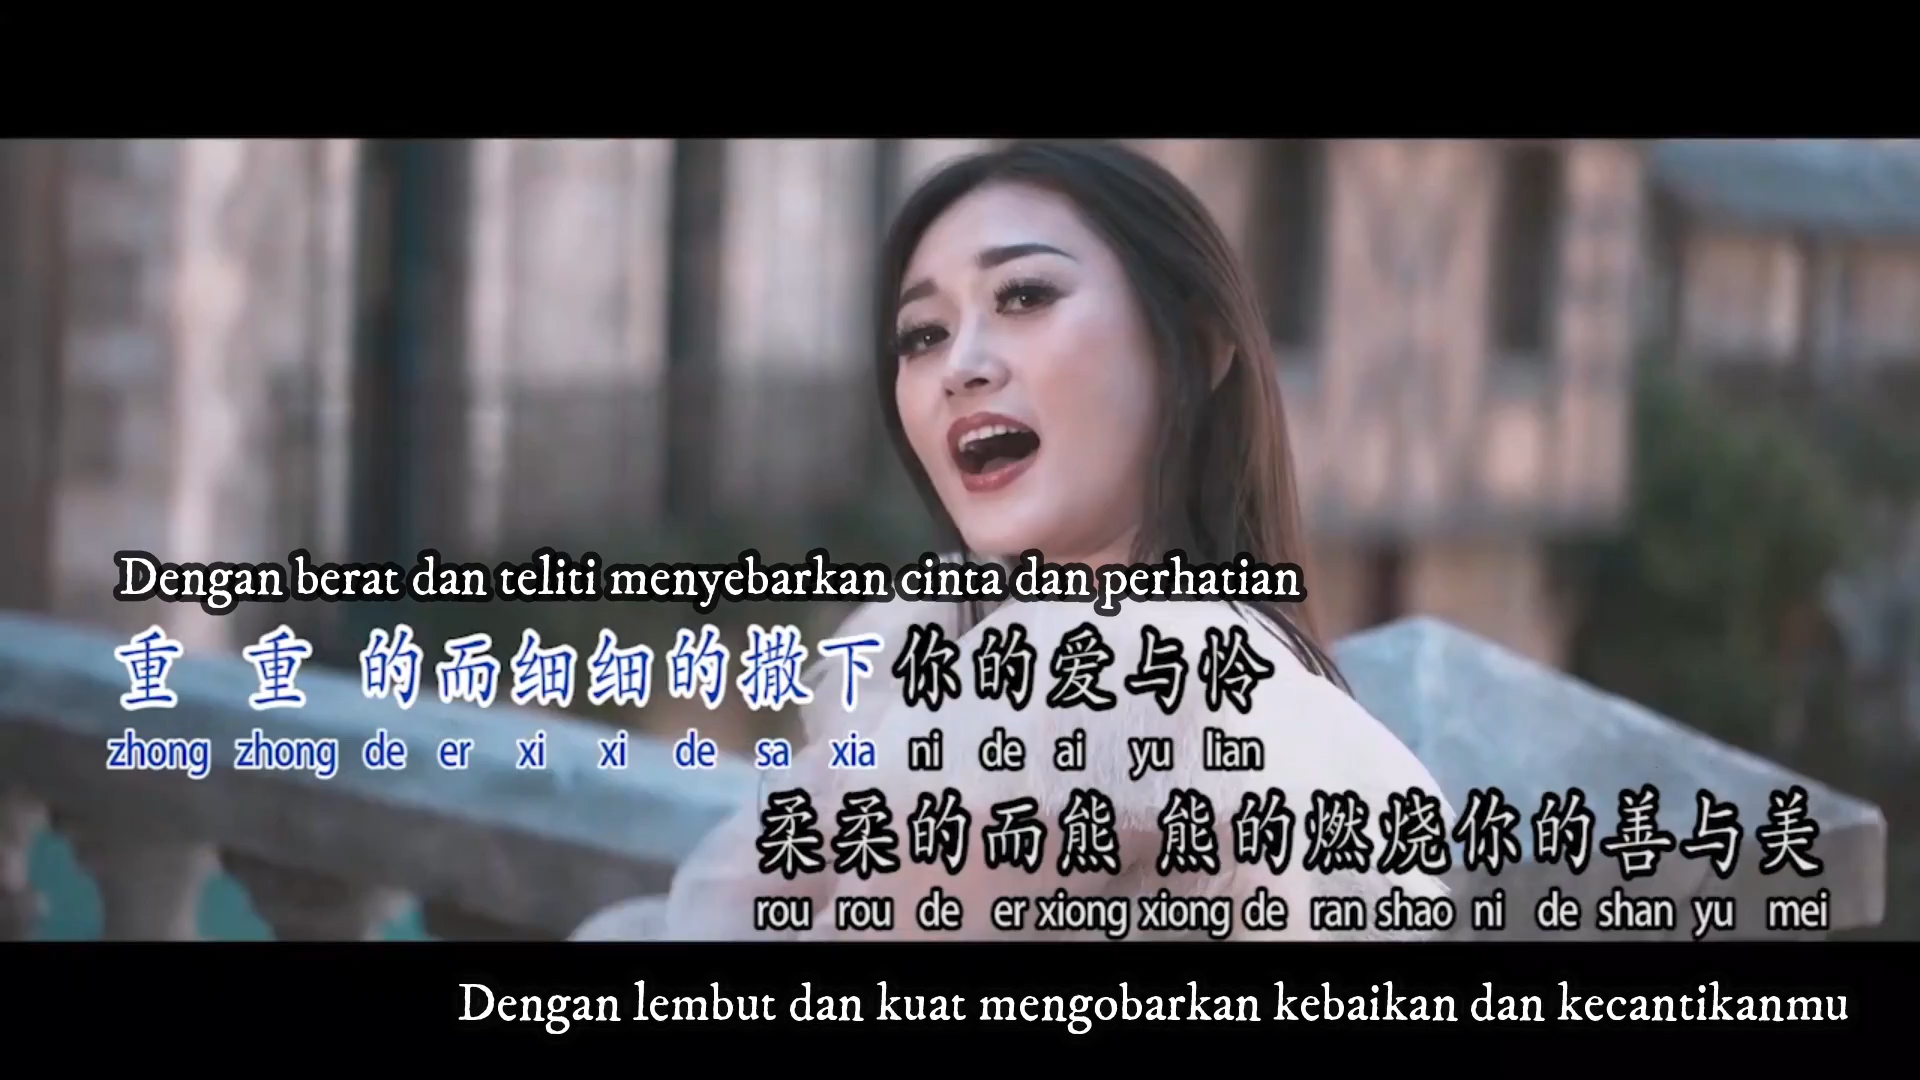 Dengan berat dan teliti menyebarkan cinta dan perhatian
重 重 的而细细的撒下你的爱与怜
zhong zhong de er xi xi de sa xia ni de ai yu lian
柔柔的而熊 熊的燃烧你的善与美
rou rou de er xiong xiong de ran shao ni de shan yu mei
Dengan lembut dan kuat mengobarkan kebaikan dan kecantikanmu